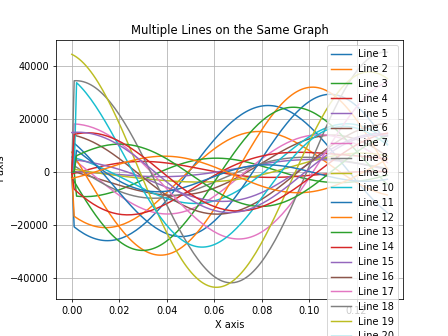 Multiple Lines on the Same Graph
40000
20000
0
−20000
−40000
0.00 0.02 0.04 0.06 0.08 0.10
X axis
Line 1
Line 2
Line 3
Line 4
Line 5
Line 7
Line 8
Line 9
Line 10
Line 11
Line 12
Line 13
Line 14
Line 15
Line 16
Line 17
Line 18
Line 19
Line 20